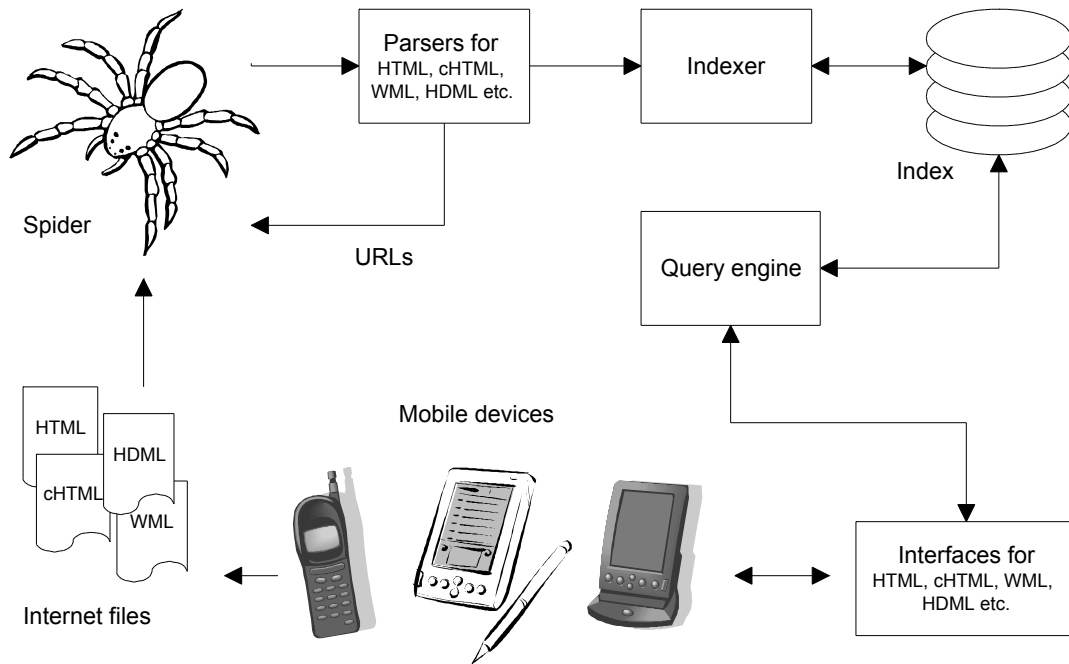 Parsers for
HTML, cHTML,
WML, HDML etc.
Indexer
Index
Spider
URLs
Query engine
Mobile devices
HTML
HDML
cHTML
WML
Interfaces for
HTML, cHTML, WML,
HDML etc.
Internet files